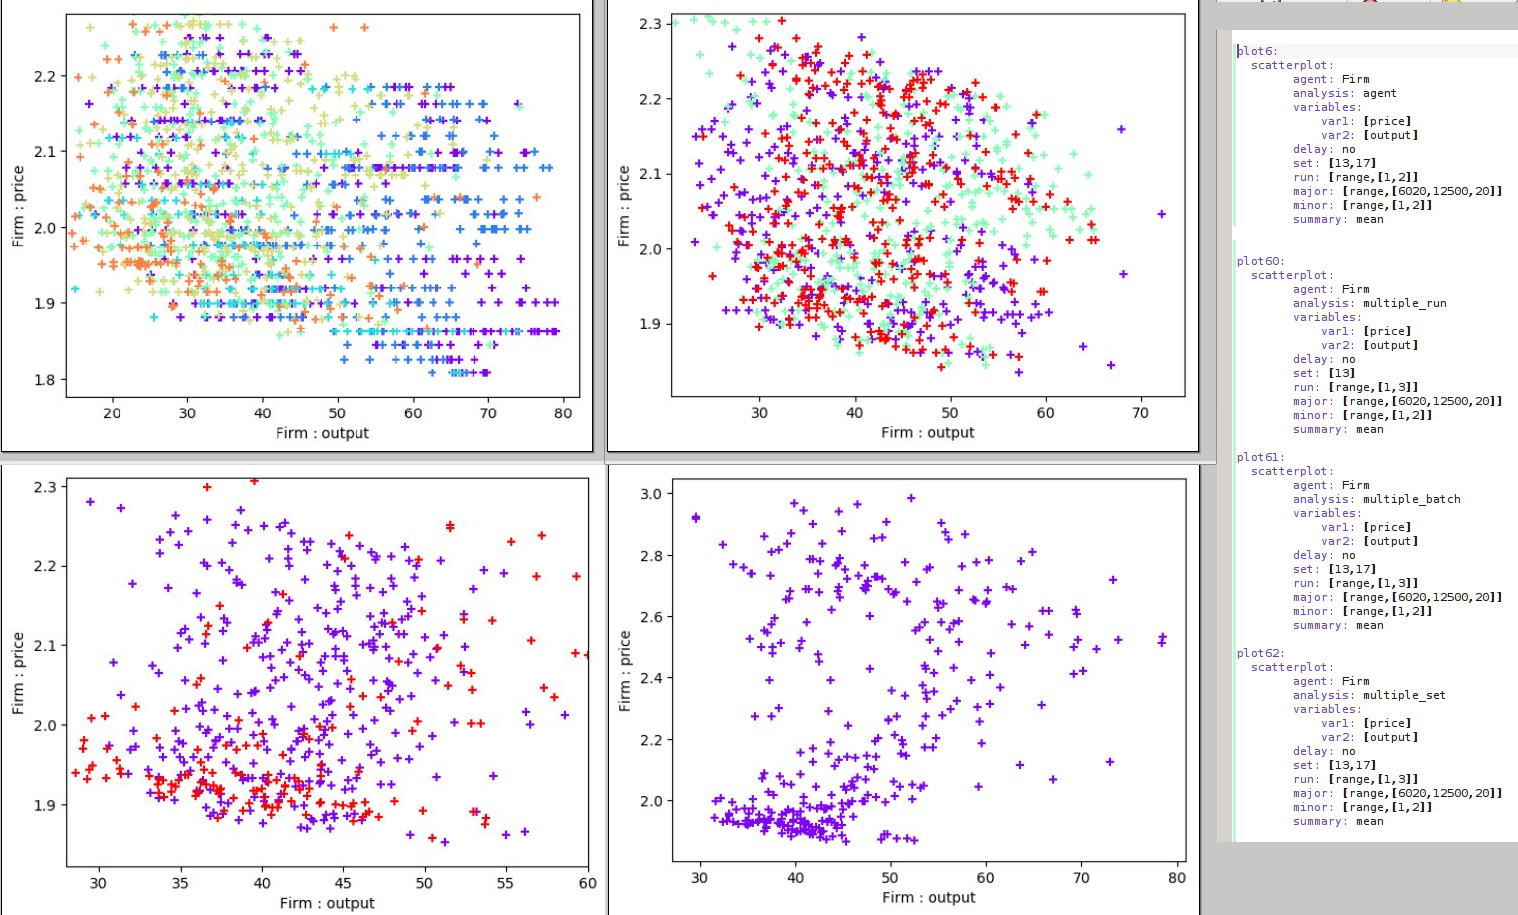 2.2
2.1
2.0
1.9
1.8
20
30
40
50
60
70
80
Firm : output
Firm : price
2.3
2.2
2.1
2.0
1.9
30
40
50
60
70
Firm : output
Firm : price
2.3
2.2
2.1
2.0
1.9
30
35
40
45
50
55
60
Firm : output
Firm : price
3.0
2.8
2.6
2.4
2.2
2.0
30
40
50
60
70
80
Firm : output
Firm : price
plot6:
scatterplot:
agent: Firm
analysis: agent
variables:
var1: [price]
var2: [output]
delay: no
set: [13,17]
run: [range,[1,2]]
major: [range,[6020,12500,20]]
minor: [range,[1,2]]
summary: mean
plot60:
scatterplot:
agent: Firm
analysis: multiple_run
variables:
var1: [price]
var2: [output]
delay: no
set: [13]
run: [range,[1,3]]
major: [range,[6020,12500,20]]
minor: [range,[1,2]]
summary: mean
plot61:
scatterplot:
agent: Firm
analysis: multiple_batch
variables:
var1: [price]
var2: [output]
delay: no
set: [13,17]
run: [range,[1,3]]
major: [range,[6020,12500,20]]
minor: [range,[1,2]]
summary: mean
plot62:
scatterplot:
agent: Firm
analysis: multiple_set
variables:
var1: [price]
var2: [output]
delay: no
set: [13,17]
run: [range,[1,3]]
major: [range,[6020,12500,20]]
minor: [range,[1,2]]
summary: mean